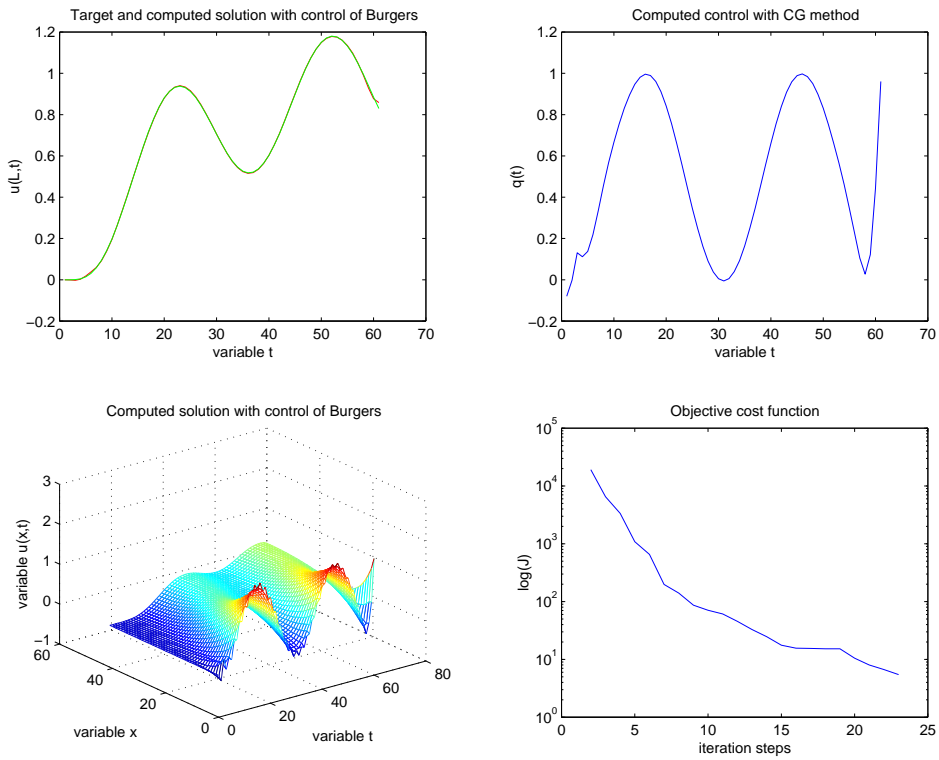 Target and computed solution with control of Burgers
1.2
1
0.8
0.6
0.4
0.2
0
−0.2
u(L,t)
0 10 20 30 40 50 60 70
variable t
Computed control with CG method
1.2
1
0.8
0.6
0.4
0.2
0
−0.2
q(t)
0 10 20 30 40 50 60 70
variable t
Computed solution with control of Burgers
3
2
1
0
−1
variable u(x,t)
60
40
20
0
variable x
0
20
40
60
80
variable t
Objective cost function
10^5
10^4
10^3
10^2
10^1
10^0
log(J)
0 5 10 15 20 25
iteration steps